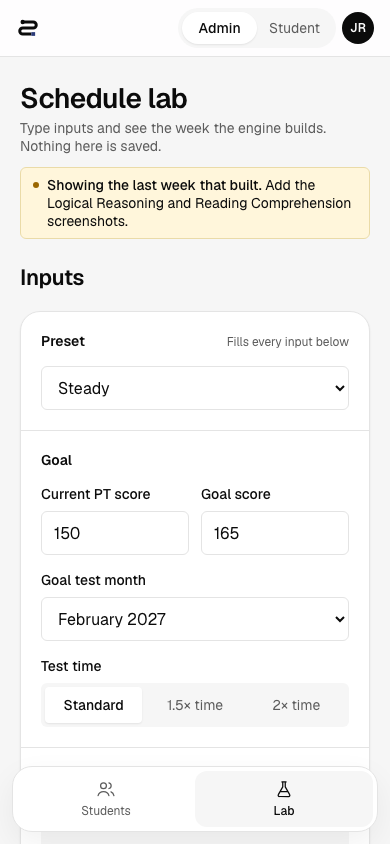 Admin
Student
JR
Schedule lab
Type inputs and see the week the engine builds.
Nothing here is saved.
Showing the last week that built. Add the
Logical Reasoning and Reading Comprehension
screenshots.
Inputs
Preset
Fills every input below
Steady
Goal
Current PT score
Goal score
150
165
Goal test month
February 2027
Test time
Standard
1.5× time
2× time
Students
Lab